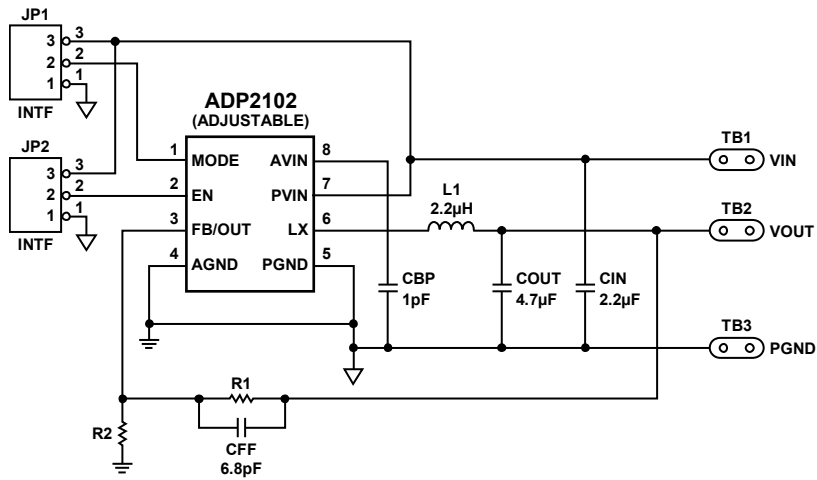 JP1
3 3
2 2
1 1
INTF
JP2
3 3
2 2
1 1
INTF
ADP2102
(ADJUSTABLE)
1 MODE AVIN 8
2 EN PVIN 7
3 FB/OUT LX 6
4 AGND PGND 5
L1
2.2µH
CBP
1pF
COUT
4.7µF
CIN
2.2µF
TB1
VIN
TB2
VOUT
TB3
PGND
R1
R2
CFF
6.8pF